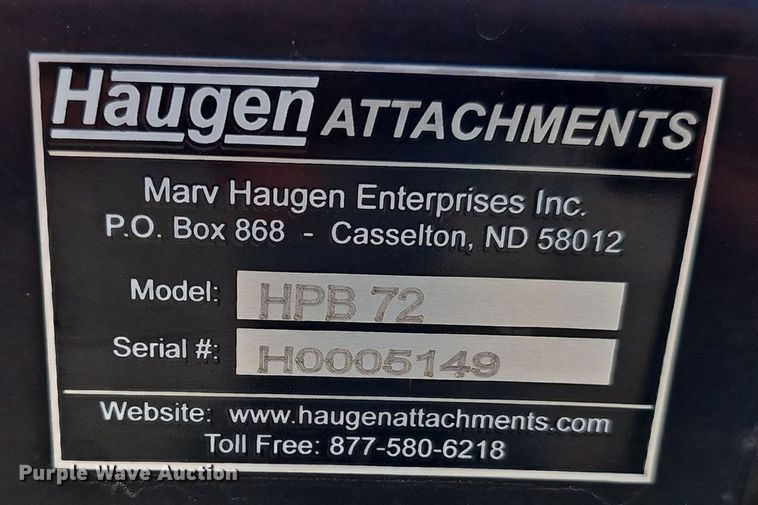 Haugen ATTACHMENTS
Marv Haugen Enterprises Inc.
P.O. Box 868 - Casselton, ND 58012
Model: HPB 72
Serial #: H0005149
Website: www.haugenattachments.com
Toll Free: 877-580-6218
Purple Wave Auction